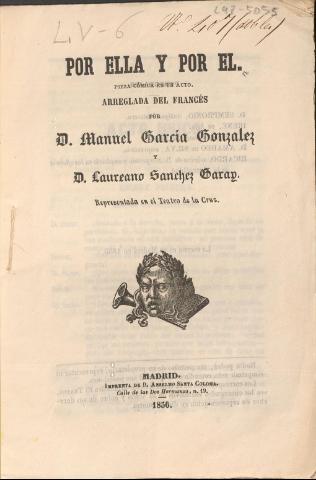 LV-6
POR ELLA Y POR EL.
PIEZA CÓMICA EN UN ACTO.
ARREGLADA DEL FRANCÉS
POR
D. Manuel Garcia Gonzalez
Y
D. Laureano Sanchez Garay.
Representada en el Teatro de la Cruz.
MADRID.
IMPRENTA DE D. ANSELMO SANTA COLOMA.
Calle de las Dos Hermanas, n. 19.
1856.